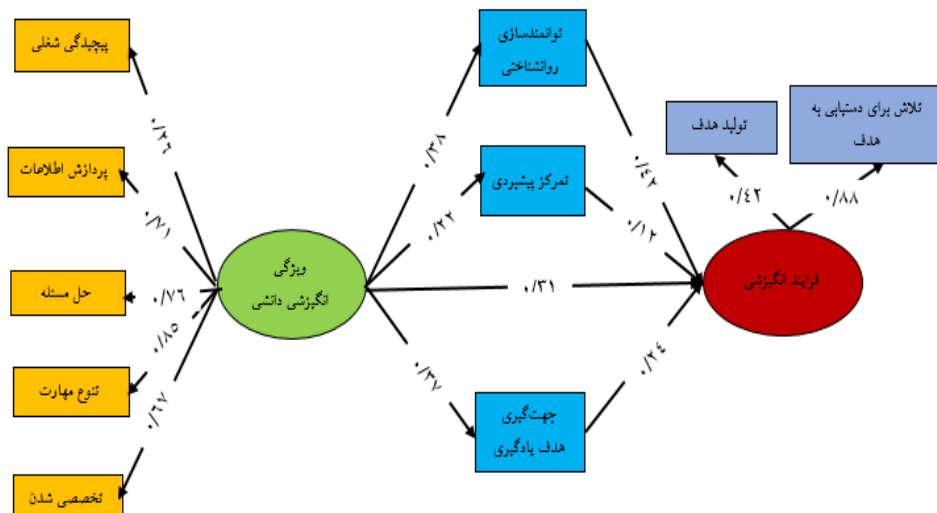 پیچیدگی شغلی
پردازش اطلاعات
حل مسئله
تنوع مهارت
تخصصی شدن
۰/۲۶
۰/۷۱
۰/۷۶
۰/۸۵
۰/۶۷
ویژگی
انگیزشی دانشی
۰/۳۸
۰/۲۲
۰/۳۱
۰/۳۷
توانمندسازی
روانشناختی
تمرکز پیشبردی
جهت‌گیری
هدف یادگیری
۰/۴۲
۰/۱۲
۰/۲٤
فرایند انگیزشی
۰/٤۲
۰/۸۸
تولید هدف
تلاش برای دستیابی به
هدف